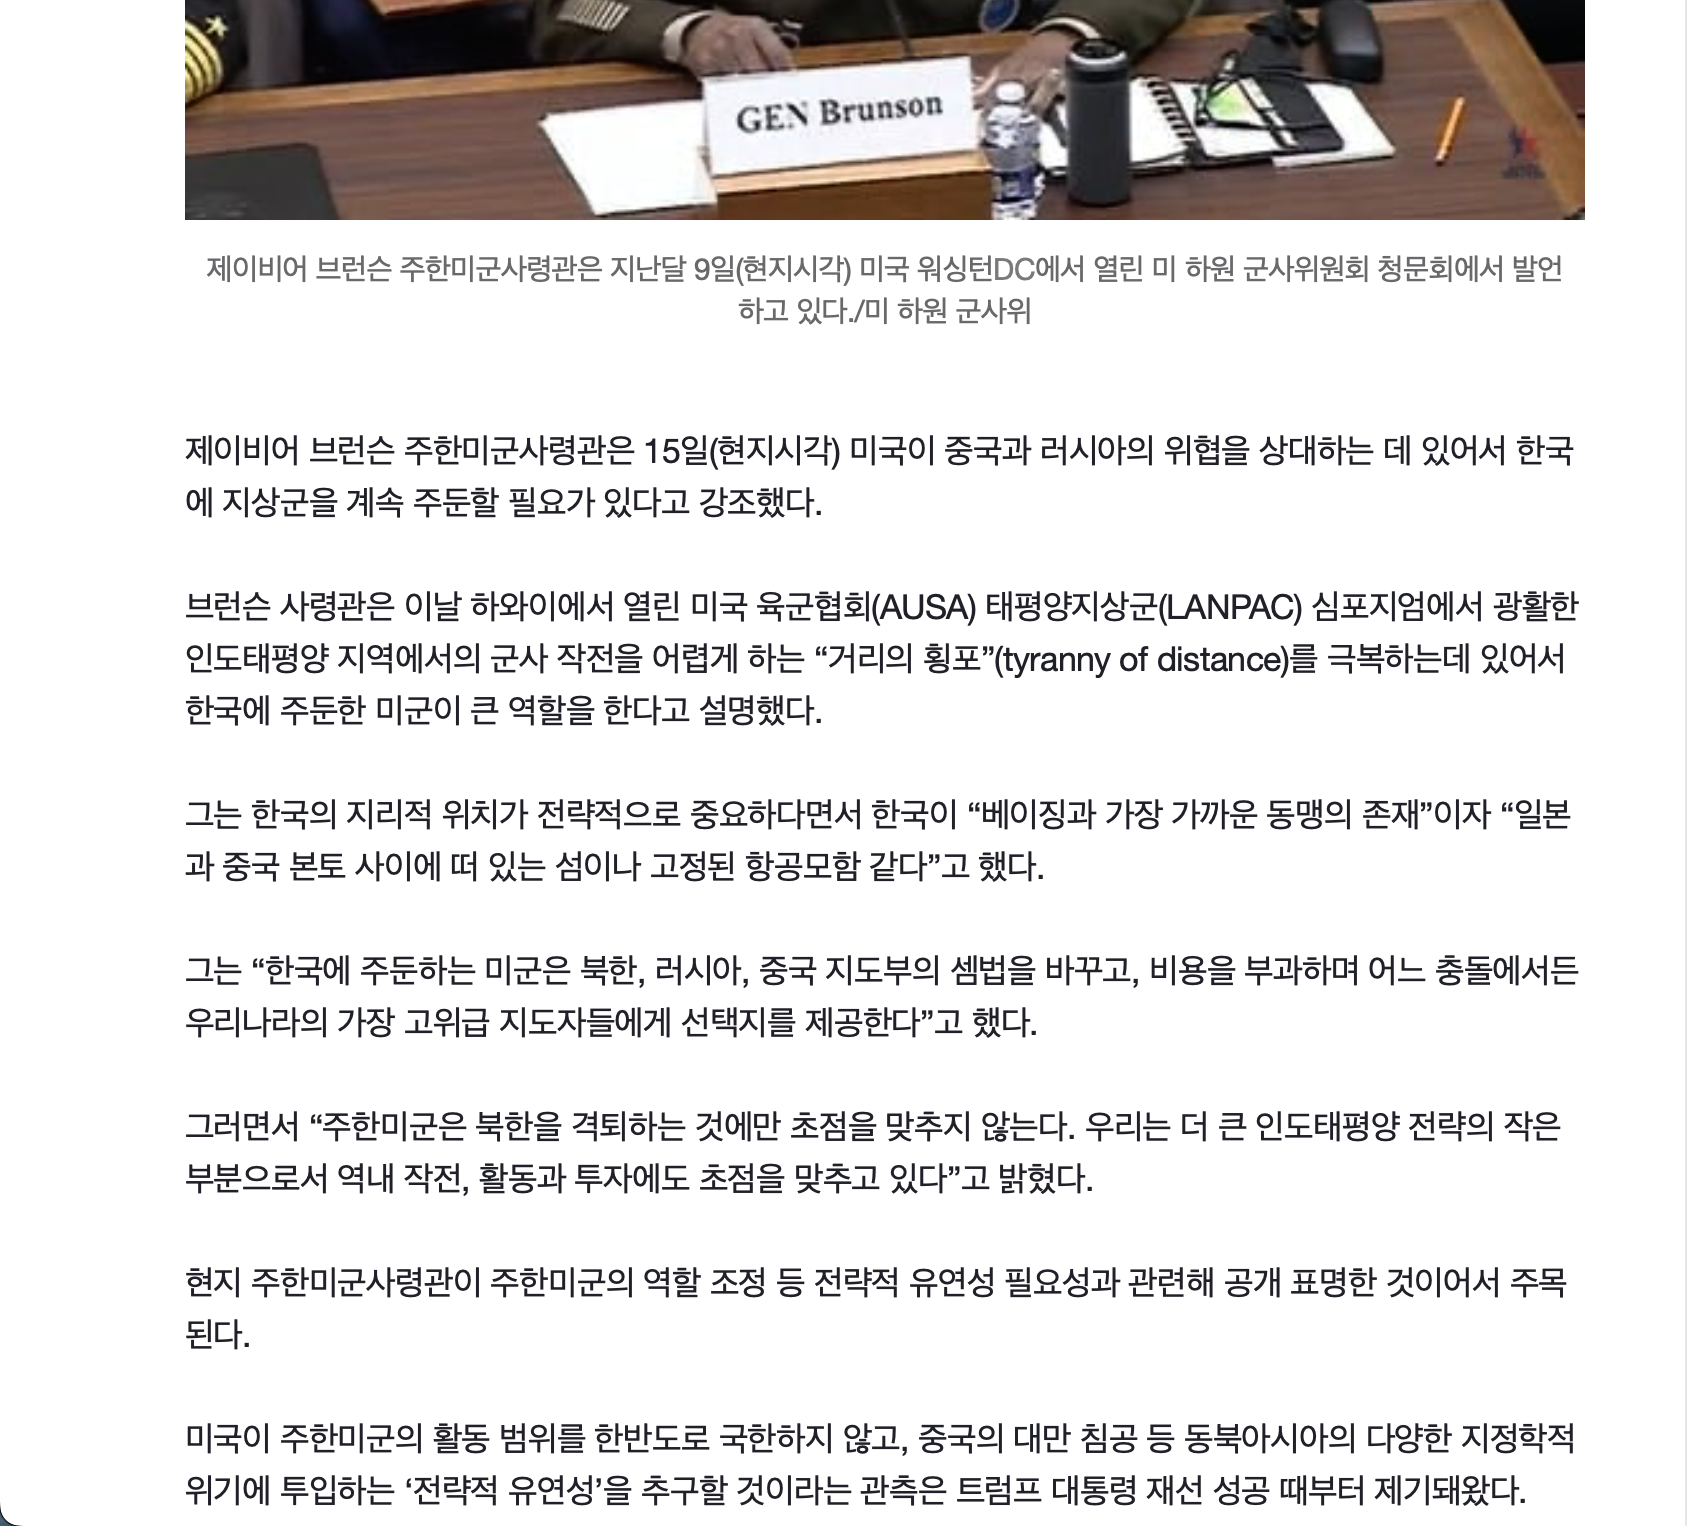 GEN Brunson
제이비어 브런슨 주한미군사령관은 지난달 9일(현지시각) 미국 워싱턴DC에서 열린 미 하원 군사위원회 청문회에서 발언
하고 있다./미 하원 군사위
제이비어 브런슨 주한미군사령관은 15일(현지시각) 미국이 중국과 러시아의 위협을 상대하는 데 있어서 한국
에 지상군을 계속 주둔할 필요가 있다고 강조했다.
브런슨 사령관은 이날 하와이에서 열린 미국 육군협회(AUSA) 태평양지상군(LANPAC) 심포지엄에서 광활한
인도태평양 지역에서의 군사 작전을 어렵게 하는 “거리의 횡포”(tyranny of distance)를 극복하는데 있어서
한국에 주둔한 미군이 큰 역할을 한다고 설명했다.
그는 한국의 지리적 위치가 전략적으로 중요하다면서 한국이 “베이징과 가장 가까운 동맹의 존재”이자 “일본
과 중국 본토 사이에 떠 있는 섬이나 고정된 항공모함 같다”고 했다.
그는 “한국에 주둔하는 미군은 북한, 러시아, 중국 지도부의 셈법을 바꾸고, 비용을 부과하며 어느 충돌에서든
우리나라의 가장 고위급 지도자들에게 선택지를 제공한다”고 했다.
그러면서 “주한미군은 북한을 격퇴하는 것에만 초점을 맞추지 않는다. 우리는 더 큰 인도태평양 전략의 작은
부분으로서 역내 작전, 활동과 투자에도 초점을 맞추고 있다”고 밝혔다.
현지 주한미군사령관이 주한미군의 역할 조정 등 전략적 유연성 필요성과 관련해 공개 표명한 것이어서 주목
된다.
미국이 주한미군의 활동 범위를 한반도로 국한하지 않고, 중국의 대만 침공 등 동북아시아의 다양한 지정학적
위기에 투입하는 ‘전략적 유연성’을 추구할 것이라는 관측은 트럼프 대통령 재선 성공 때부터 제기돼왔다.